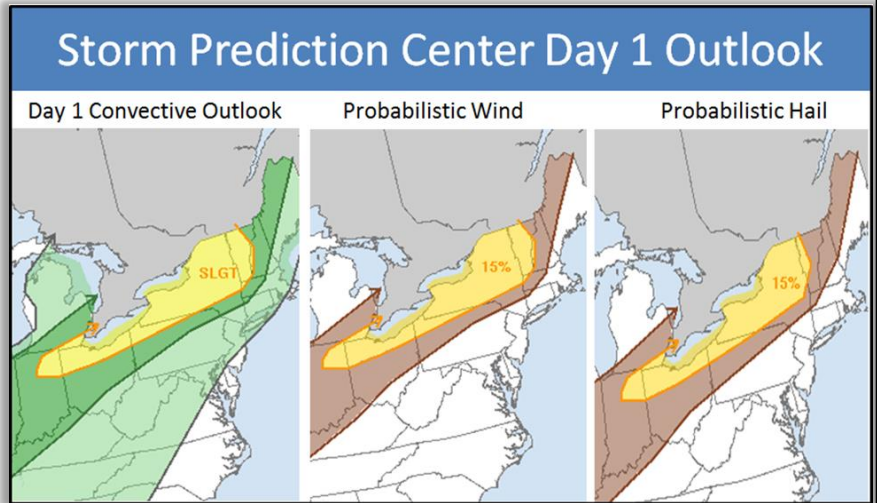 Storm Prediction Center Day 1 Outlook
Day 1 Convective Outlook
Probabilistic Wind
Probabilistic Hail
SLGT
15%
15%